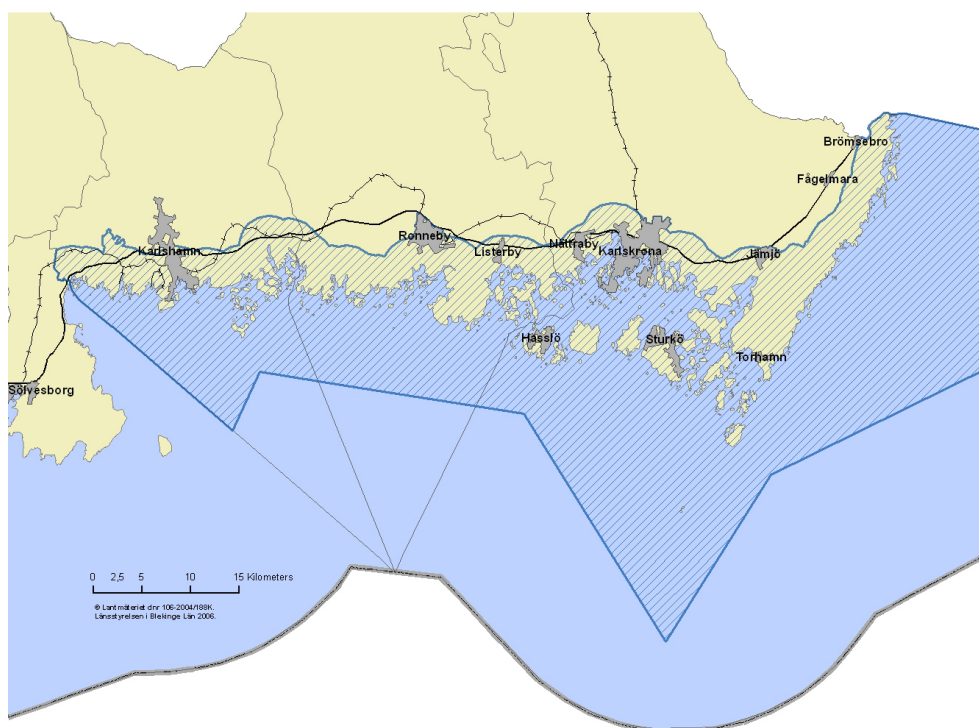 Brömsebro
Fågelmara
Ronneby
Karlshamn
Listerby
Nättraby
Karlskrona
Jämjö
Hasslö
Sturkö
Torhamn
Sölvesborg
0 2,5 5 10 15 Kilometers
© Lantmäteriet dnr 106-2004/188K.
Länsstyrelsen i Blekinge Län 2006.